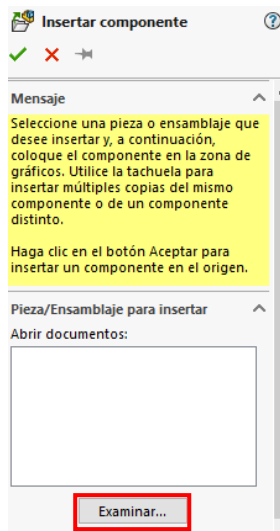 Insertar componente
Mensaje
Seleccione una pieza o ensamblaje que
desee insertar y, a continuación,
coloque el componente en la zona de
gráficos. Utilice la tachuela para
insertar múltiples copias del mismo
componente o de un componente
distinto.
Haga clic en el botón Aceptar para
insertar un componente en el origen.
Pieza/Ensamblaje para insertar
Abrir documentos:
Examinar...